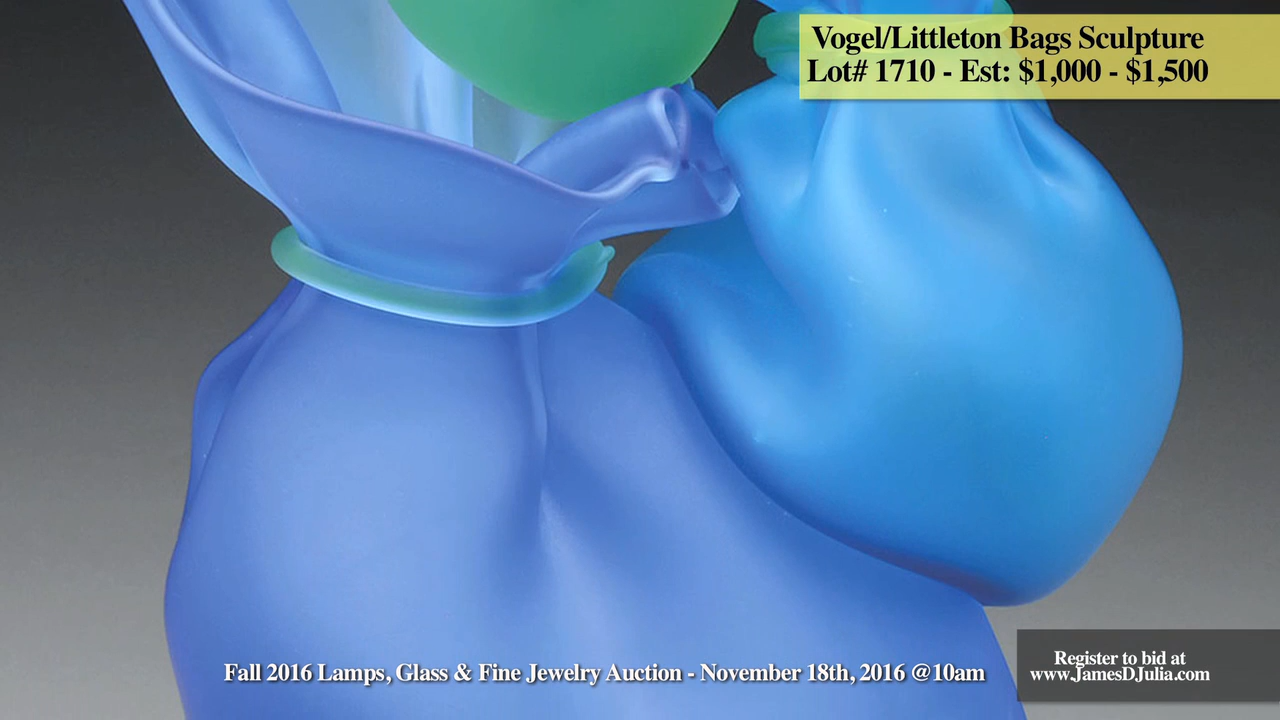 Vogel/Littleton Bags Sculpture
Lot# 1710 - Est: $1,000 - $1,500
Fall 2016 Lamps, Glass & Fine Jewelry Auction - November 18th, 2016 @10am
Register to bid at
www.JamesDJulia.com